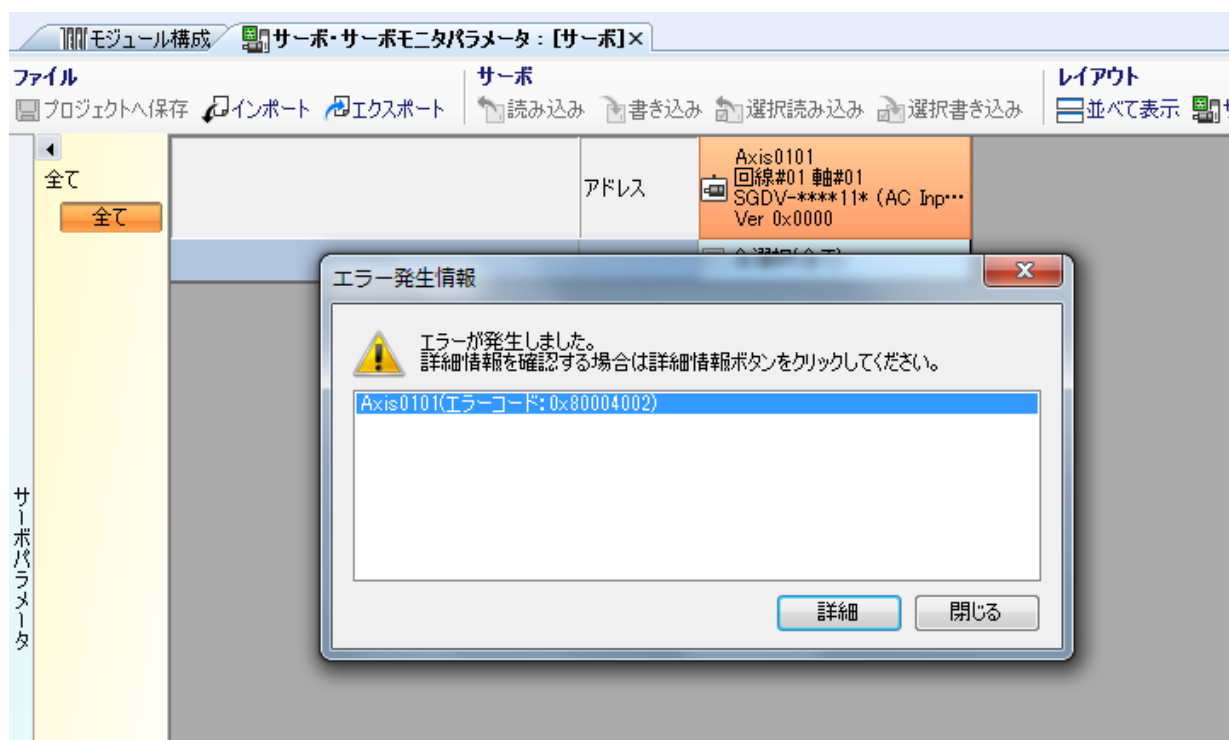 モジュール構成
サーボ・サーボモニタパラメータ : [サーボ]×
ファイル
プロジェクトへ保存 インポート エクスポート
サーボ
読み込み 書き込み 選択読み込み 選択書き込み
レイアウト
並べて表示
全て
全て
アドレス
Axis0101
回線#01 軸#01
SGDV-****11* (AC Inp…
Ver 0x0000
エラー発生情報
エラーが発生しました。
詳細情報を確認する場合は詳細情報ボタンをクリックしてください。
Axis0101(エラーコード:0x80004002)
詳細
閉じる
サーボパラメータ